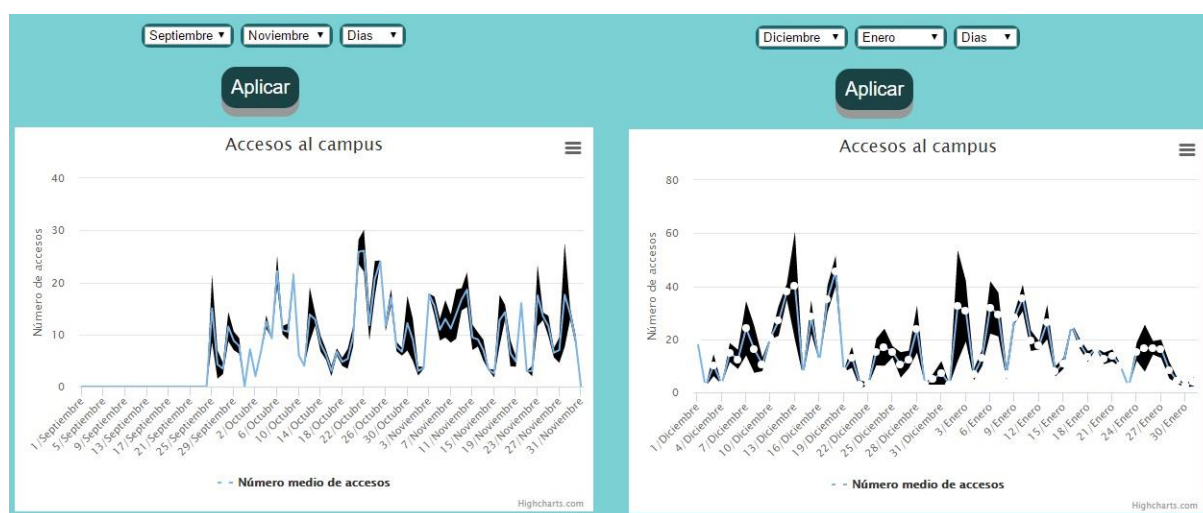 Septiembre Noviembre Dias
Aplicar
Accesos al campus
Número de accesos
40
30
20
10
0
1/Septiembre
5/Septiembre
9/Septiembre
13/Septiembre
17/Septiembre
21/Septiembre
25/Septiembre
29/Septiembre
2/Octubre
6/Octubre
10/Octubre
14/Octubre
18/Octubre
22/Octubre
26/Octubre
30/Octubre
3/Noviembre
7/Noviembre
11/Noviembre
15/Noviembre
19/Noviembre
23/Noviembre
27/Noviembre
31/Noviembre
Número medio de accesos
Highcharts.com
Diciembre Enero Dias
Aplicar
Accesos al campus
Número de accesos
80
60
40
20
0
1/Diciembre
4/Diciembre
7/Diciembre
10/Diciembre
13/Diciembre
16/Diciembre
19/Diciembre
22/Diciembre
25/Diciembre
28/Diciembre
31/Diciembre
3/Enero
6/Enero
9/Enero
12/Enero
15/Enero
18/Enero
21/Enero
24/Enero
27/Enero
30/Enero
Número medio de accesos
Highcharts.com